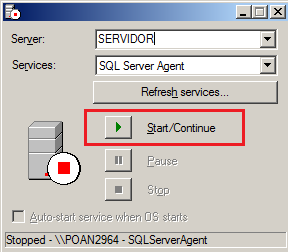 Server: SERVIDOR
Services: SQL Server Agent
Refresh services...
Start/Continue
Pause
Stop
Auto-start service when OS starts
Stopped - \\POAN2964 - SQLServerAgent